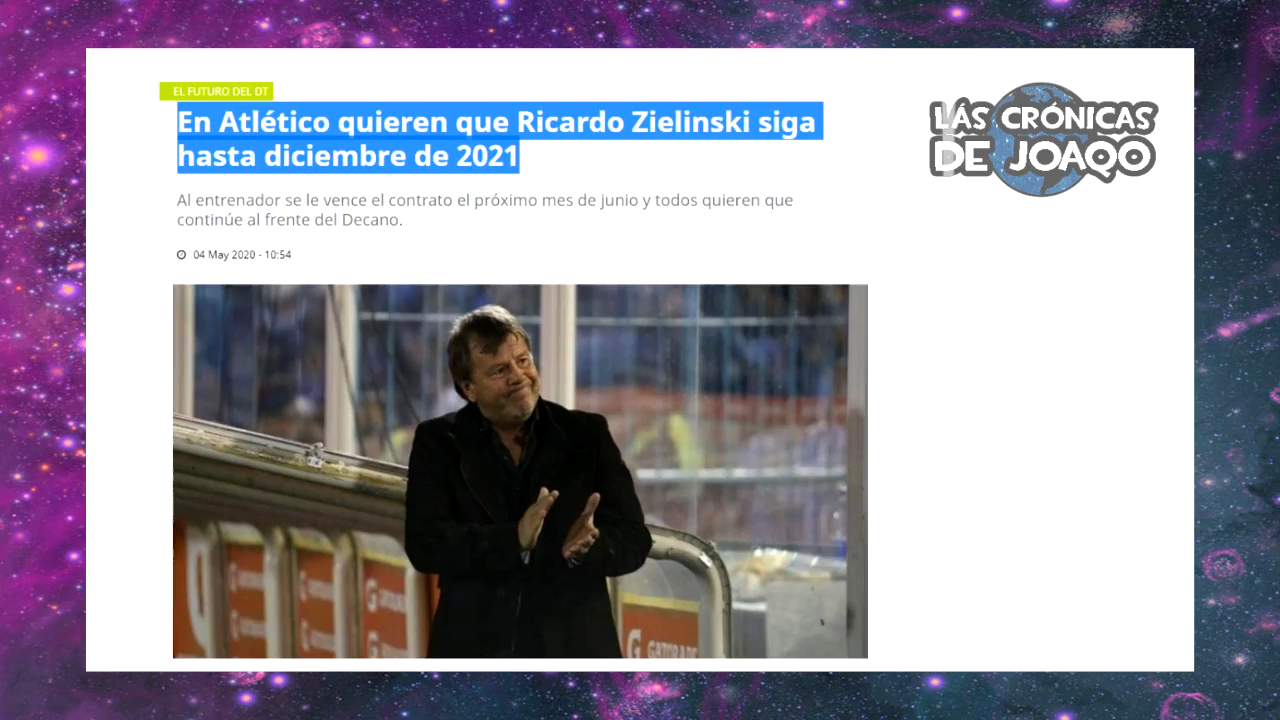 EL FUTURO DEL DT
En Atlético quieren que Ricardo Zielinski siga
hasta diciembre de 2021
Al entrenador se le vence el contrato el próximo mes de junio y todos quieren que
continúe al frente del Decano.
04 May 2020 - 10:54
LAS CRÓNICAS
DE JOAQO
GATORADE